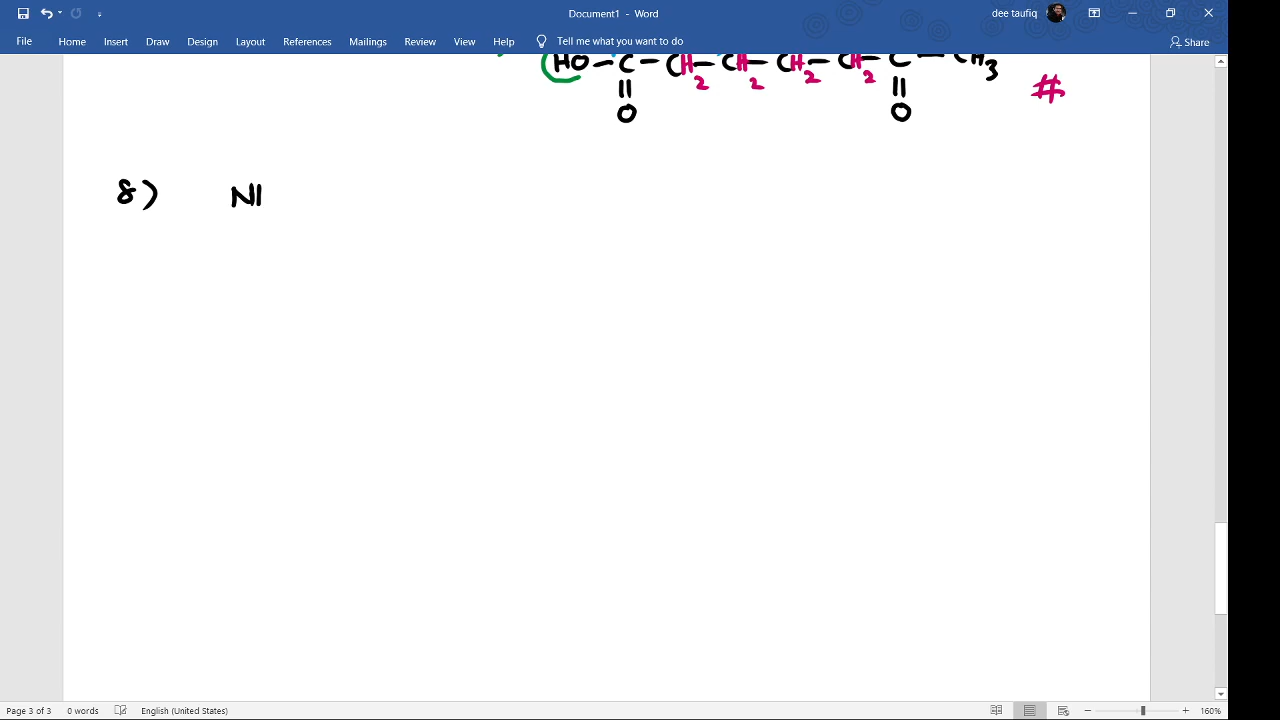 Document1 - Word
dee taufiq
File Home Insert Draw Design Layout References Mailings Review View Help Tell me what you want to do Share
HO-C-CH2-CH2-CH2-CH2-C-CH3 #
|| ||
O O
8) NI
Page 3 of 3 0 words English (United States) 160%